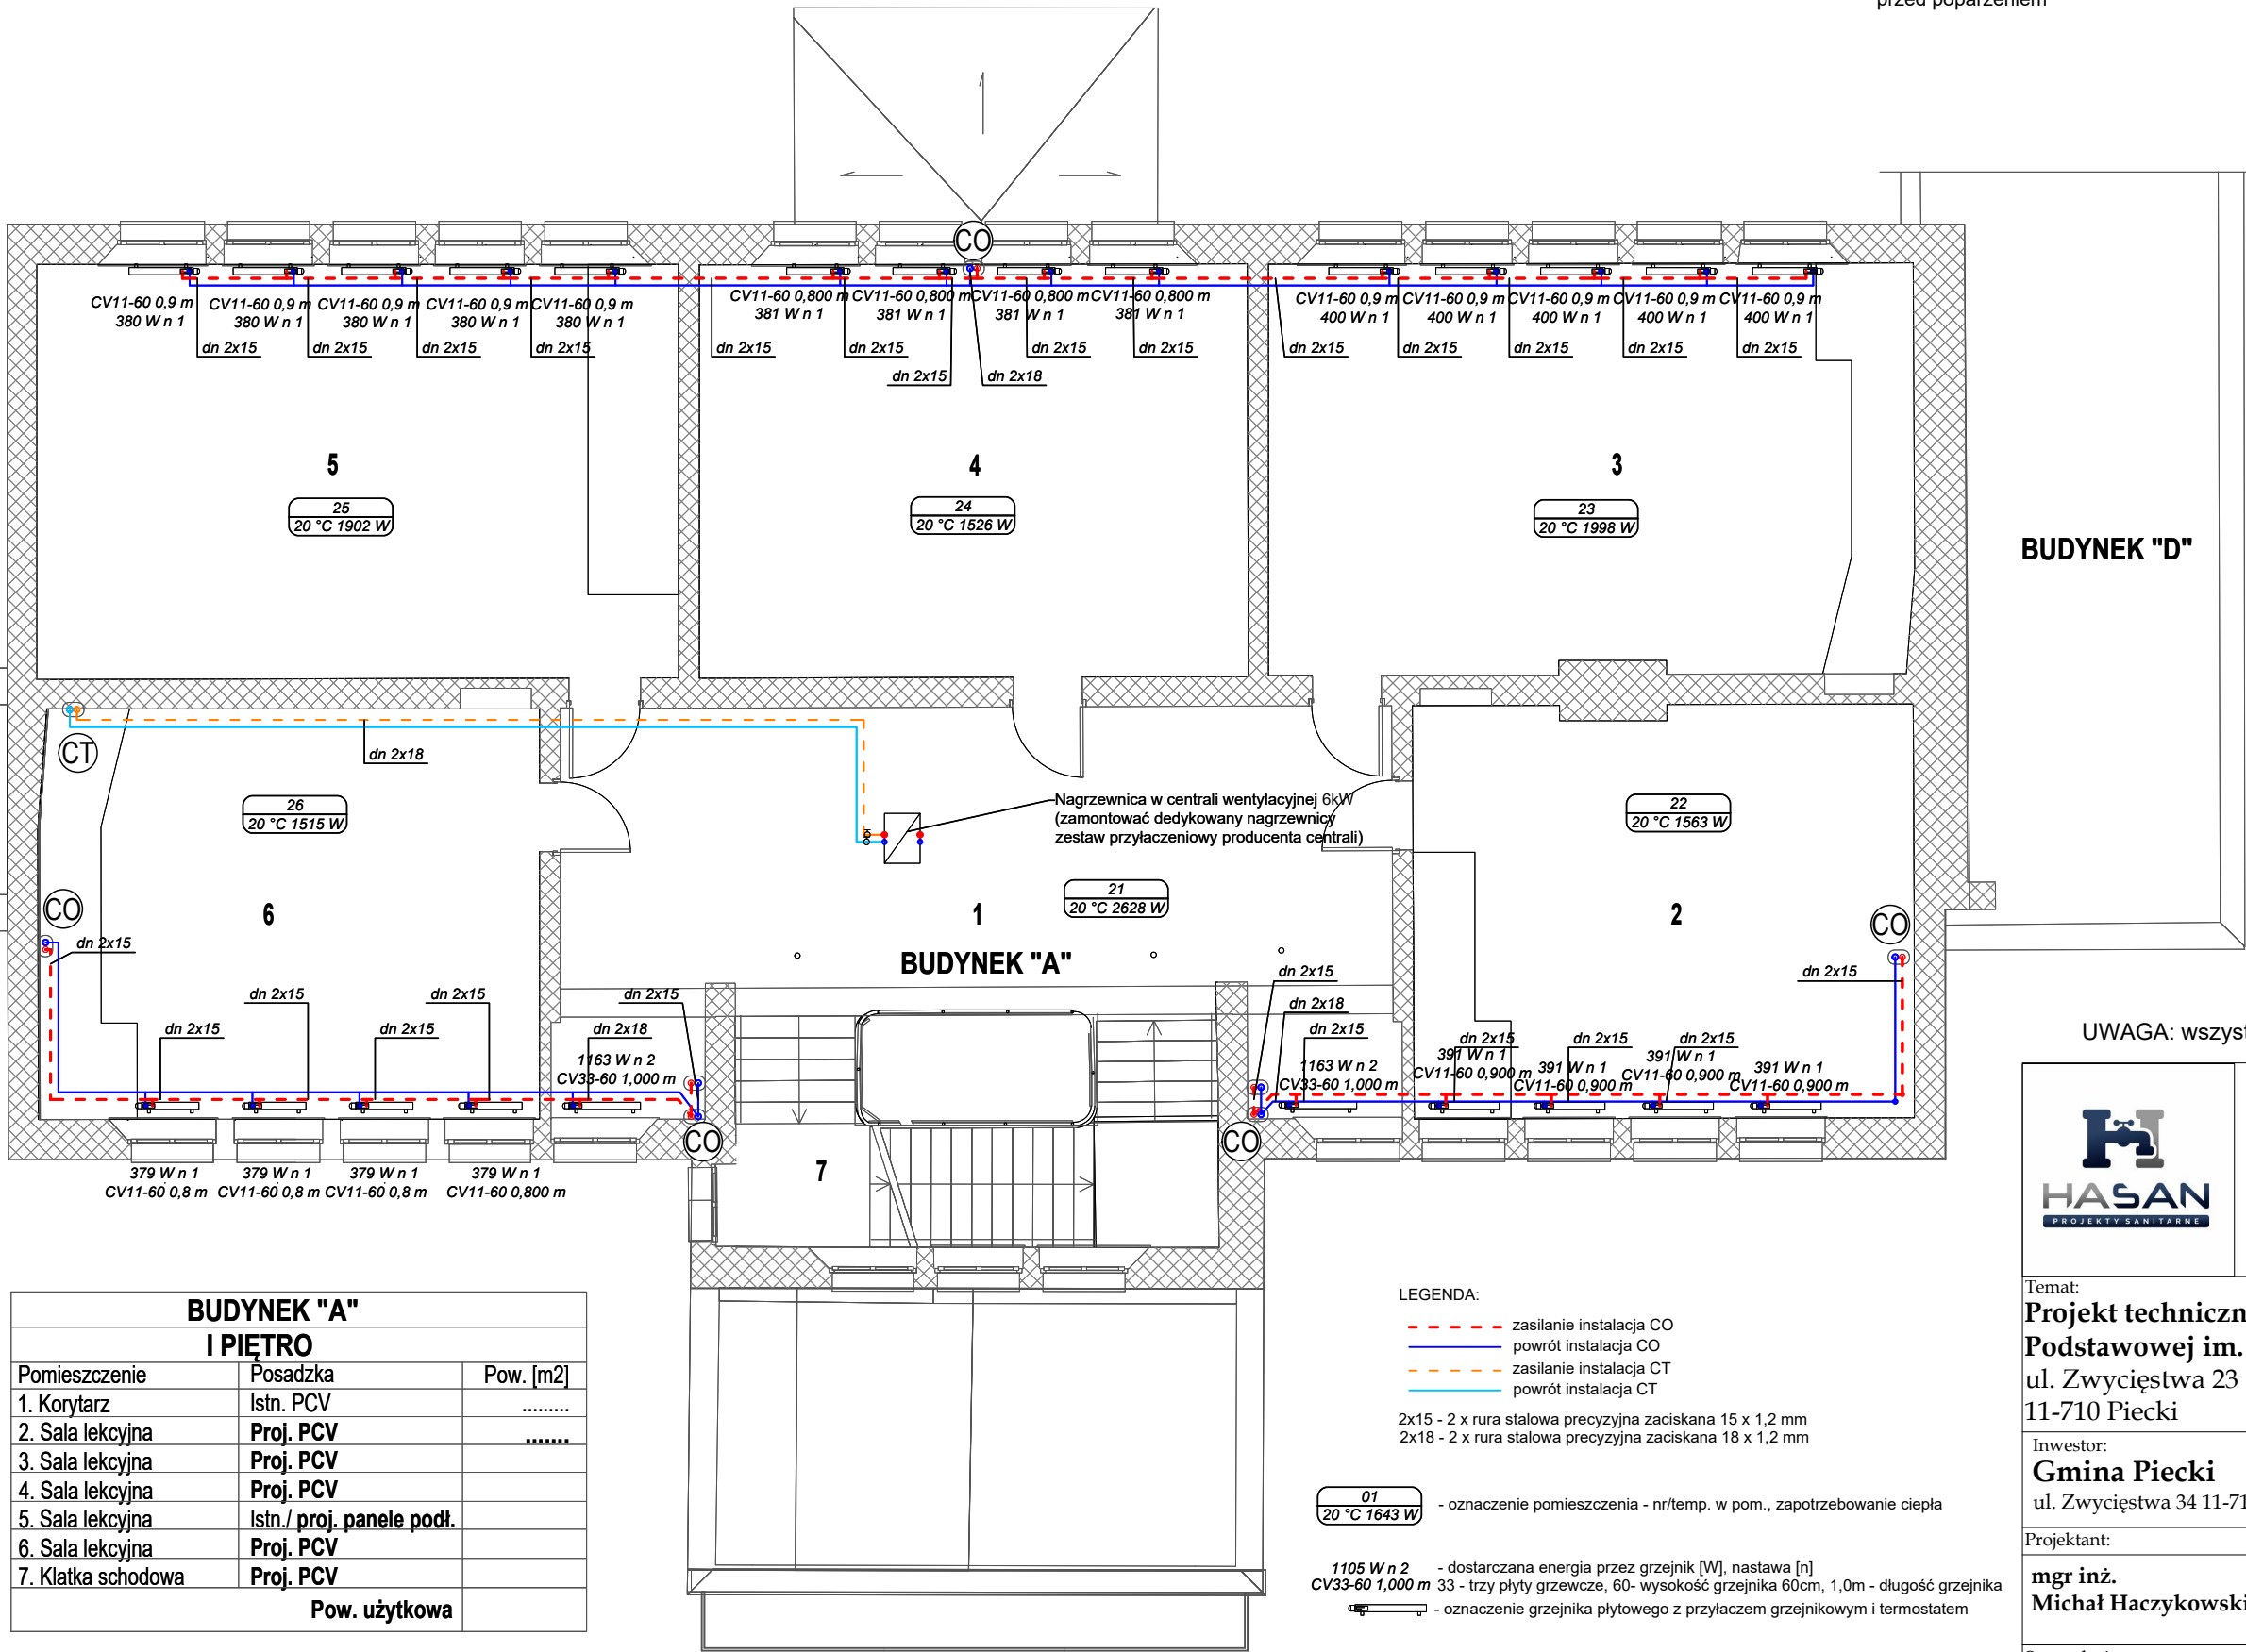 przed poparzeniem
CO
CV11-60 0,9 m
380 W n 1
CV11-60 0,9 m
380 W n 1
CV11-60 0,9 m
380 W n 1
CV11-60 0,9 m
380 W n 1
CV11-60 0,9 m
380 W n 1
CV11-60 0,800 m
381 W n 1
CV11-60 0,800 m
381 W n 1
CV11-60 0,800 m
381 W n 1
CV11-60 0,800 m
381 W n 1
CV11-60 0,9 m
400 W n 1
CV11-60 0,9 m
400 W n 1
CV11-60 0,9 m
400 W n 1
CV11-60 0,9 m
400 W n 1
CV11-60 0,9 m
400 W n 1
dn 2x15
dn 2x15
dn 2x15
dn 2x15
dn 2x15
dn 2x15
dn 2x15
dn 2x15
dn 2x15
dn 2x15
dn 2x15
dn 2x15
dn 2x15
dn 2x15
dn 2x18
5
25
20 °C 1902 W
4
24
20 °C 1526 W
3
23
20 °C 1998 W
BUDYNEK "D"
CT
dn 2x18
26
20 °C 1515 W
Nagrzewnica w centrali wentylacyjnej 6kW
(zamontować dedykowany nagrzewnicy
zestaw przyłaczeniowy producenta centrali)
22
20 °C 1563 W
CO
6
1
21
20 °C 2628 W
2
CO
BUDYNEK "A"
dn 2x15
dn 2x15
dn 2x15
dn 2x15
dn 2x15
dn 2x15
dn 2x15
dn 2x18
1163 W n 2
CV33-60 1,000 m
dn 2x15
dn 2x18
dn 2x15
1163 W n 2
CV33-60 1,000 m
dn 2x15
dn 2x15
dn 2x15
dn 2x15
391 W n 1
CV11-60 0,900 m
391 W n 1
CV11-60 0,900 m
391 W n 1
CV11-60 0,900 m
391 W n 1
CV11-60 0,900 m
CO
CO
7
379 W n 1
CV11-60 0,8 m
379 W n 1
CV11-60 0,8 m
379 W n 1
CV11-60 0,8 m
379 W n 1
CV11-60 0,800 m
UWAGA: wszyst
HASAN
PROJEKTY SANITARNE
BUDYNEK "A"
I PIĘTRO
Pomieszczenie Posadzka Pow. [m2]
1. Korytarz Istn. PCV .........
2. Sala lekcyjna Proj. PCV .......
3. Sala lekcyjna Proj. PCV
4. Sala lekcyjna Proj. PCV
5. Sala lekcyjna Istn./ proj. panele podł.
6. Sala lekcyjna Proj. PCV
7. Klatka schodowa Proj. PCV
Pow. użytkowa
LEGENDA:
zasilanie instalacja CO
powrót instalacja CO
zasilanie instalacja CT
powrót instalacja CT
2x15 - 2 x rura stalowa precyzyjna zaciskana 15 x 1,2 mm
2x18 - 2 x rura stalowa precyzyjna zaciskana 18 x 1,2 mm
01
20 °C 1643 W
- oznaczenie pomieszczenia - nr/temp. w pom., zapotrzebowanie ciepła
1105 W n 2 - dostarczana energia przez grzejnik [W], nastawa [n]
CV33-60 1,000 m 33 - trzy płyty grzewcze, 60- wysokość grzejnika 60cm, 1,0m - długość grzejnika
- oznaczenie grzejnika płytowego z przyłaczem grzejnikowym i termostatem
Temat:
Projekt techniczn
Podstawowej im.
ul. Zwycięstwa 23
11-710 Piecki
Inwestor:
Gmina Piecki
ul. Zwycięstwa 34 11-71
Projektant:
mgr inż.
Michał Haczykowski